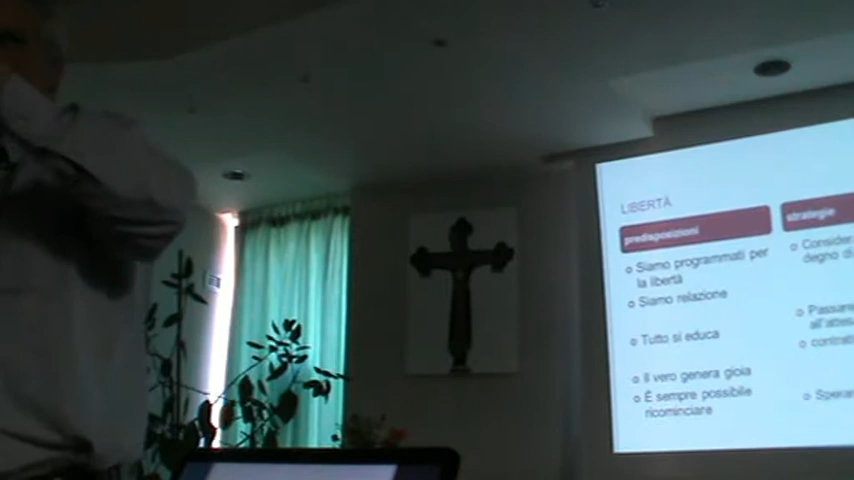 LIBERTÀ
predisposizioni
strategie
Siamo programmati per
la libertà
Siamo relazione
Tutto si educa
Il vero genera gioia
È sempre possibile
ricominciare
degno di
contratt